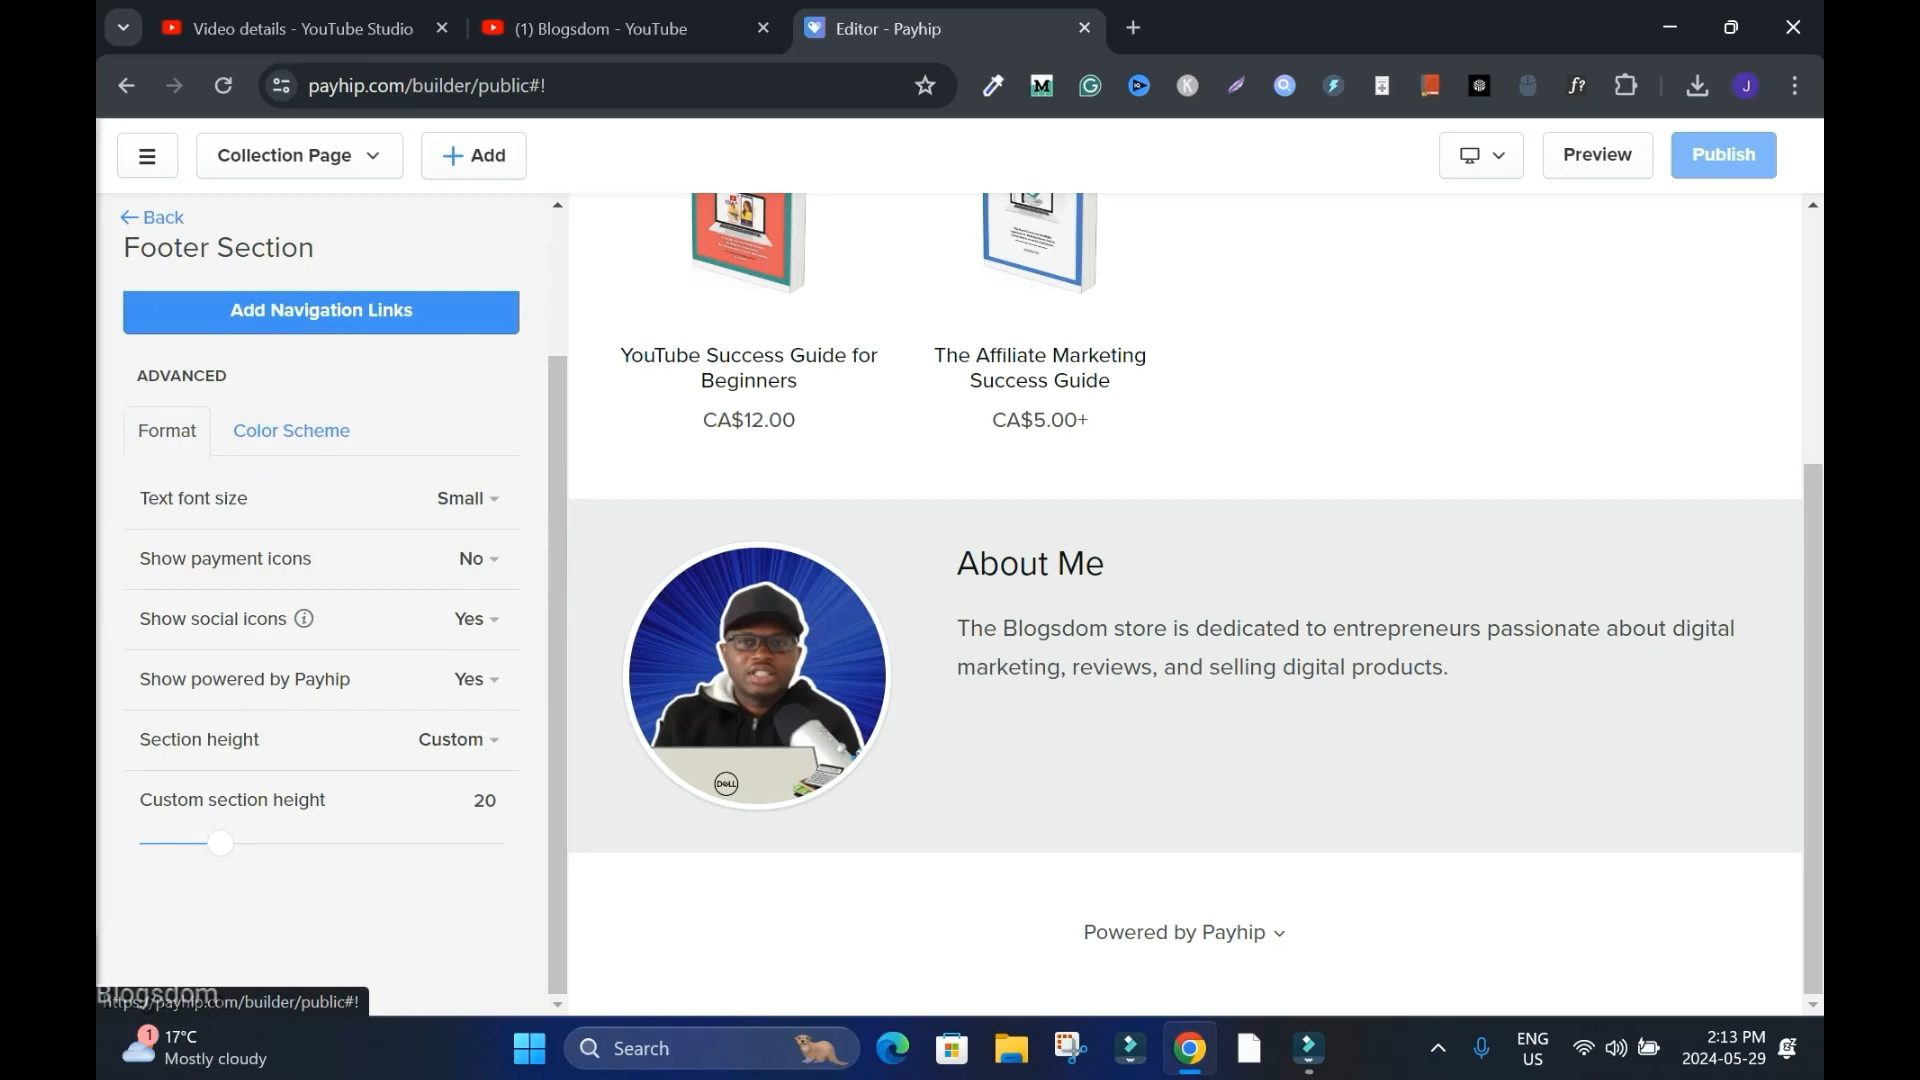 Video details - YouTube Studio
(1) Blogsdom - YouTube
Editor - Payhip
payhip.com/builder/public#!
Collection Page
Add
Preview
Publish
Back
Footer Section
Add Navigation Links
ADVANCED
Format
Color Scheme
Text font size
Small
Show payment icons
No
Show social icons
Yes
Show powered by Payhip
Yes
Section height
Custom
Custom section height
20
YouTube Success Guide for
Beginners
CA$12.00
The Affiliate Marketing
Success Guide
CA$5.00+
About Me
The Blogsdom store is dedicated to entrepreneurs passionate about digital
marketing, reviews, and selling digital products.
DELL
Powered by Payhip
Blogsdom
https://payhip.com/builder/public#!
1
17°C
Mostly cloudy
Search
ENG
US
2:13 PM
2024-05-29